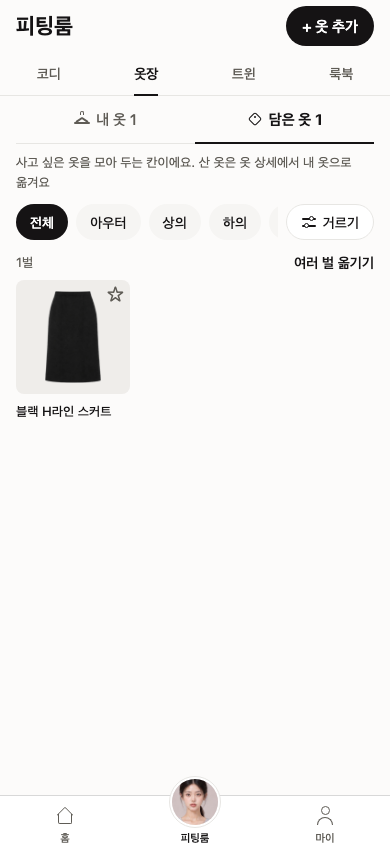 피팅룸
+ 옷 추가
코디
옷장
트윈
룩북
내 옷 1
담은 옷 1
사고 싶은 옷을 모아 두는 칸이에요. 산 옷은 옷 상세에서 내 옷으로
옮겨요
전체
아우터
상의
하의
거르기
1벌
여러 벌 옮기기
블랙 H라인 스커트
홈
피팅룸
마이